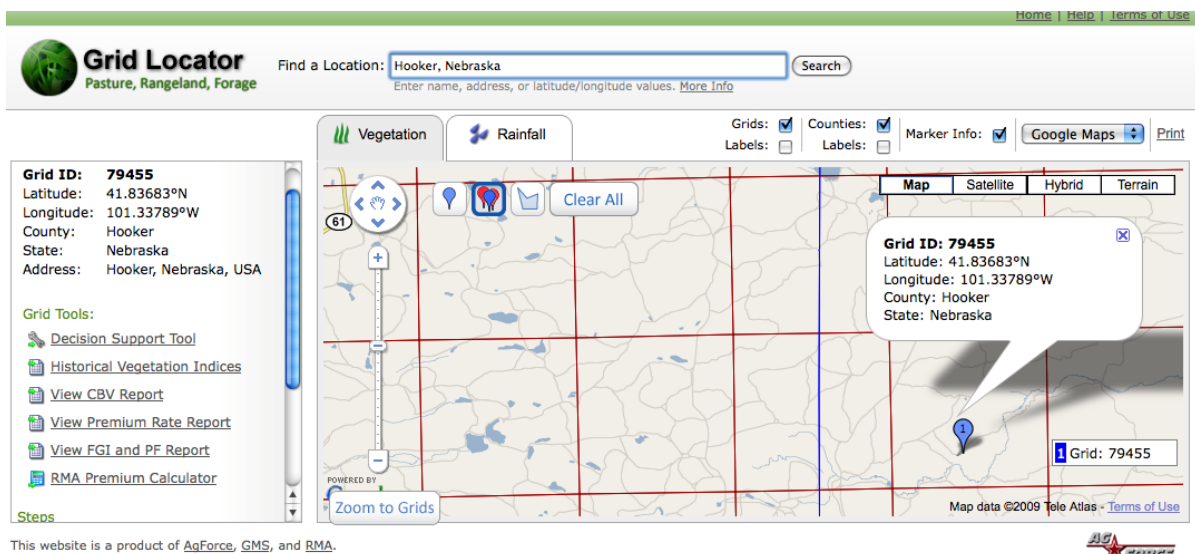 Home | Help | Terms of Use
Grid Locator
Pasture, Rangeland, Forage
Find a Location: Hooker, Nebraska Search
Enter name, address, or latitude/longitude values. More Info
Vegetation Rainfall
Grids: Counties: Marker Info: Google Maps Print
Labels: Labels:
Grid ID: 79455
Latitude: 41.83683ºN
Longitude: 101.33789ºW
County: Hooker
State: Nebraska
Address: Hooker, Nebraska, USA
Grid Tools:
Decision Support Tool
Historical Vegetation Indices
View CBV Report
View Premium Rate Report
View FGI and PF Report
RMA Premium Calculator
Steps
Clear All
Map Satellite Hybrid Terrain
61
Grid ID: 79455
Latitude: 41.83683ºN
Longitude: 101.33789ºW
County: Hooker
State: Nebraska
1
1 Grid: 79455
POWERED BY
Zoom to Grids
Map data ©2009 Tele Atlas - Terms of Use
This website is a product of AgForce, GMS, and RMA.
AG
FORCE